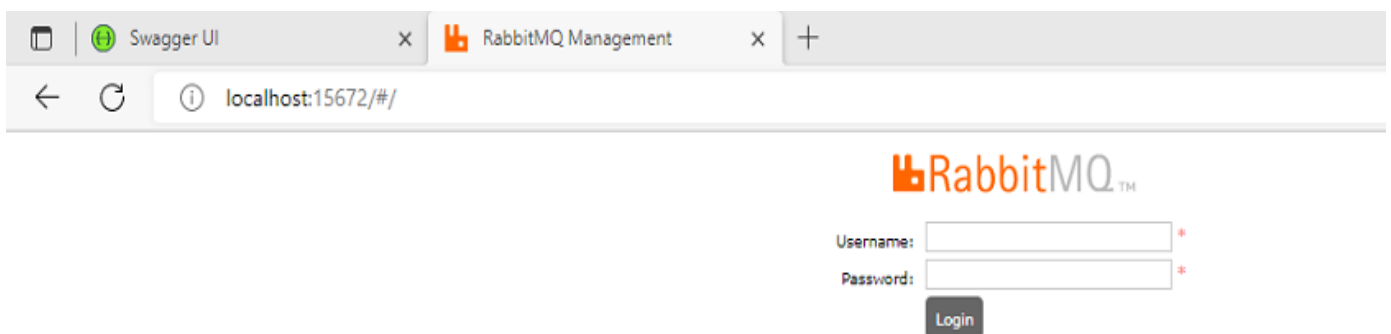 Swagger UI
RabbitMQ Management
localhost:15672/#/
RabbitMQ TM
Username: *
Password: *
Login